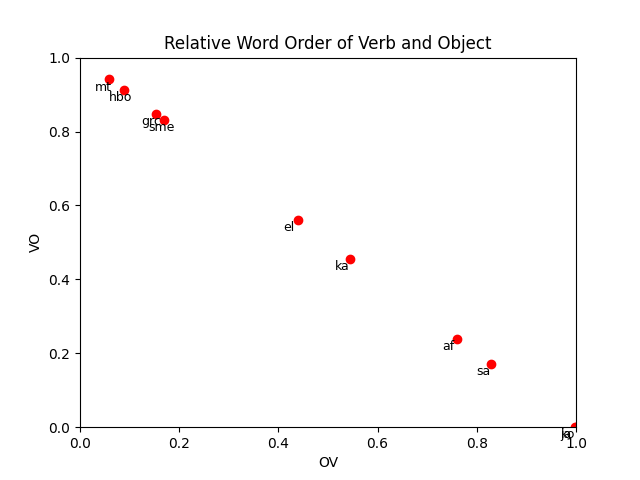 Relative Word Order of Verb and Object
1.0
mt
hbo
grc
sme
0.8
0.6
el
VO
ka
0.4
af
0.2
sa
0.0
0.0 0.2 0.4 0.6 0.8 1.0
OV